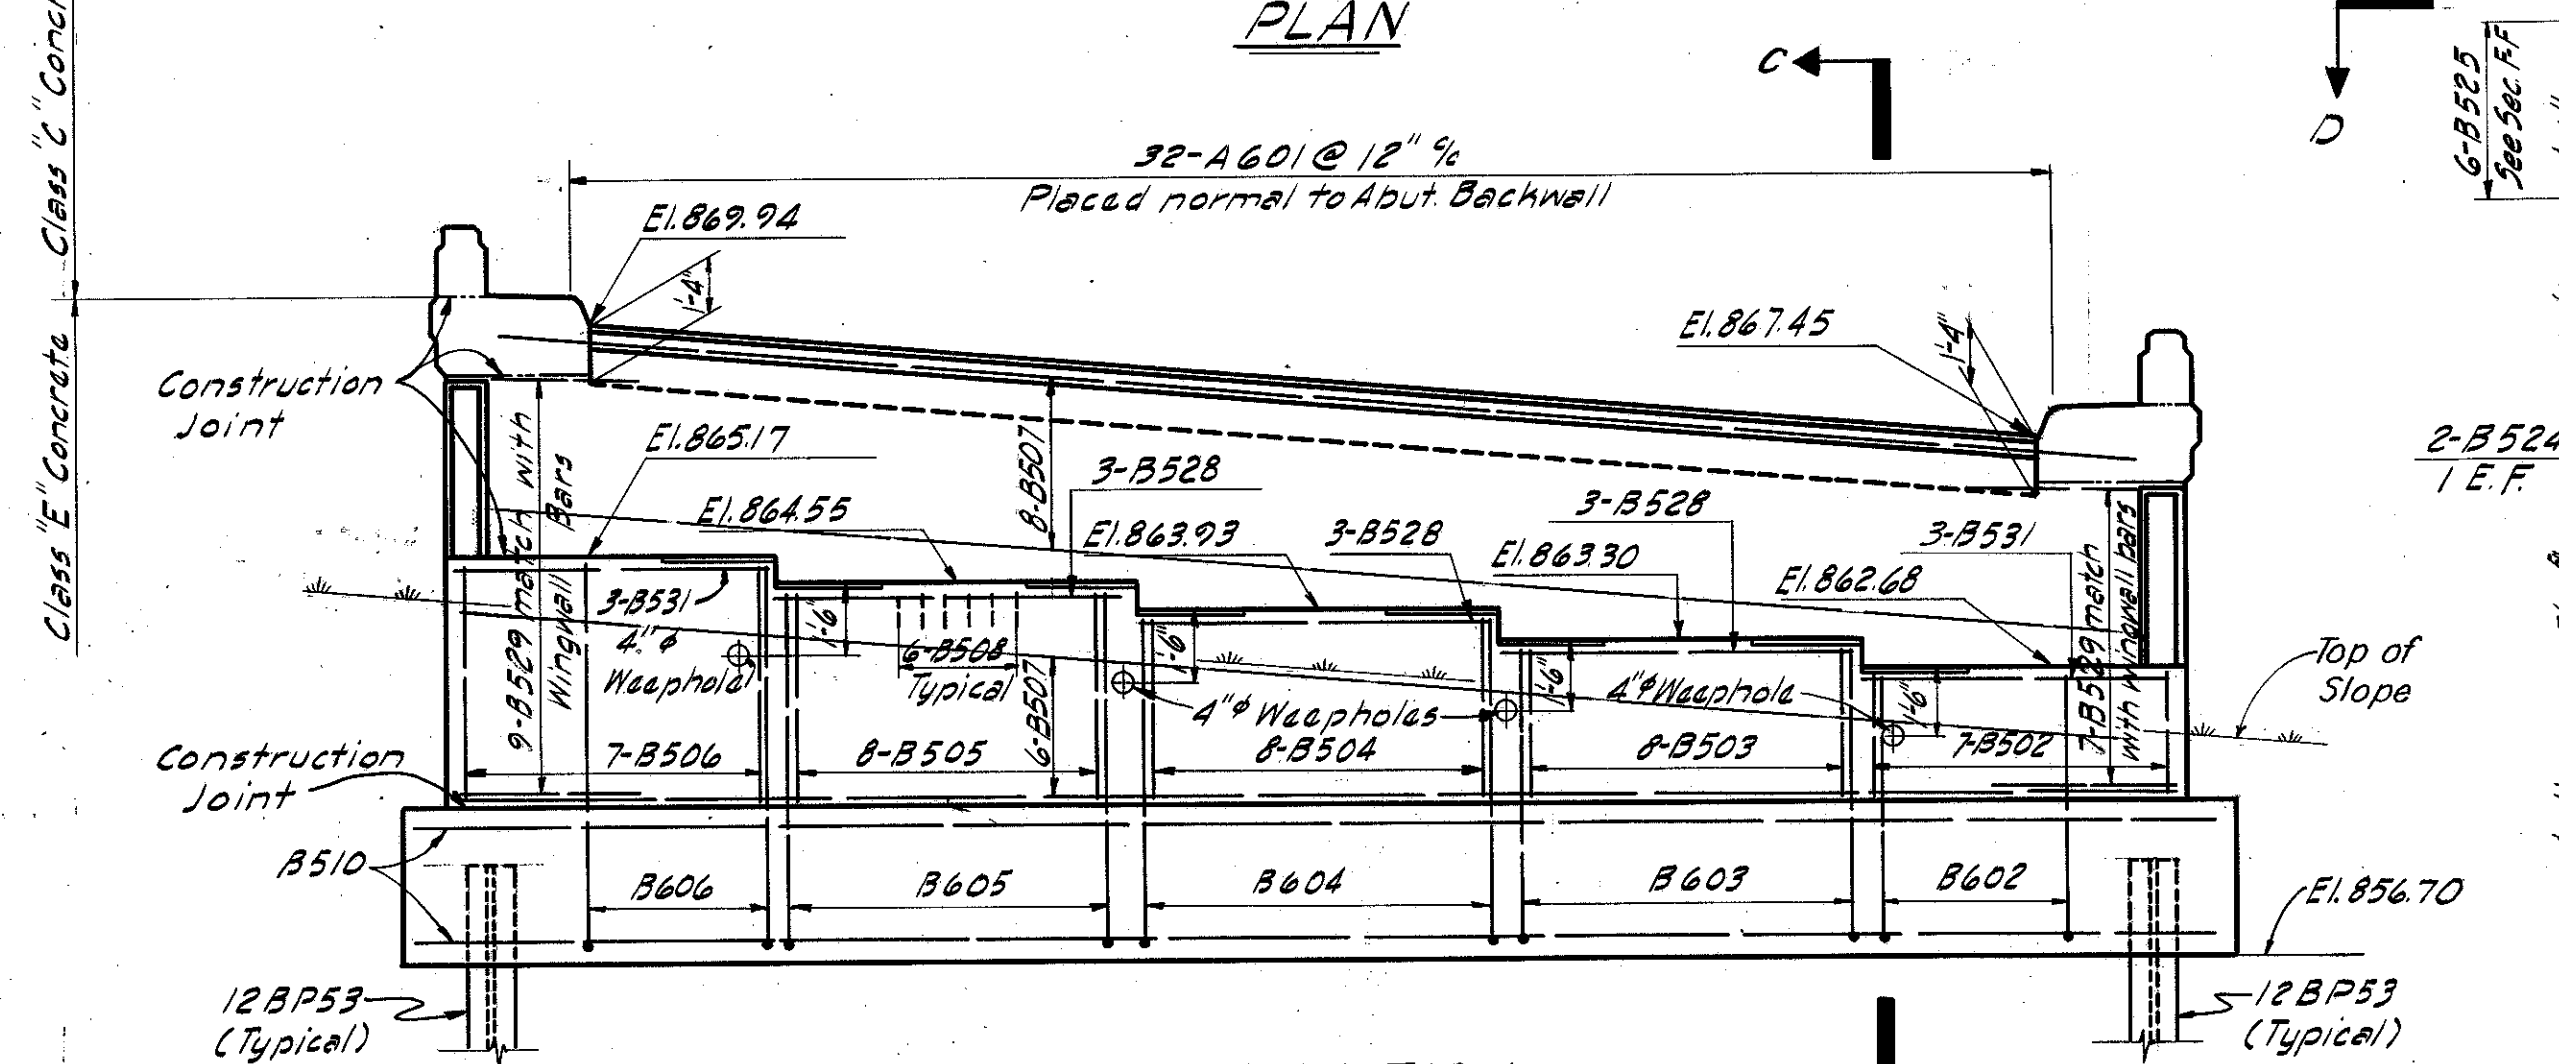 PLAN
C
D
Class "C" Conc
Class "E" Concrete
6-B525
See Sec. F-F
32-A601 @ 12" c/c
Placed normal to Abut. Backwall
El. 869.94
1'-4"
El. 867.45
1'-4"
Construction
Joint
2-B524
1 E.F.
El. 865.17
El. 864.55
8-B507
3-B528
El. 863.93
3-B528
3-B528
El. 863.30
3-B531
El. 862.68
9-B529 match with
Wingwall Bars
7-B529 match
with wingwall bars
3-B531
4"ø
Weephole
1'-6"
6-B508
Typical
6-B507
1'-6"
4"ø Weepholes
1'-6"
4"ø Weephole
1'-6"
Top of
Slope
Construction
Joint
7-B506
8-B505
8-B504
8-B503
7-B502
B510
B606
B605
B604
B603
B602
El. 856.70
12BP53
(Typical)
12BP53
(Typical)